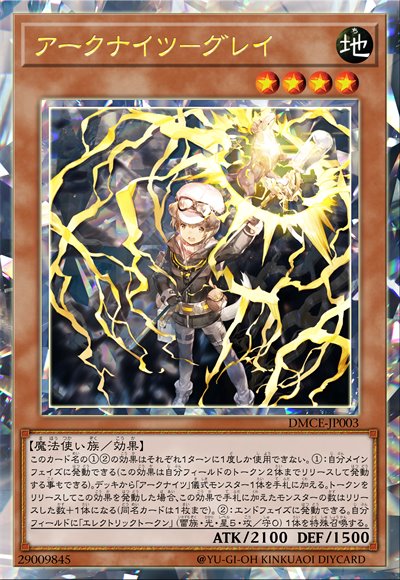 アークナイツーグレイ
ち
地
DMCE-JP003
【魔法使い族／効果】
このカード名の①②の効果はそれぞれ1ターンに1度しか使用できない。①：自分メイン
フェイズに発動できる(この効果は自分フィールドのトークン2体までリリースして発動
する事もできる)。デッキから「アークナイツ」儀式モンスター1体を手札に加える。トークンを
リリースしてこの効果を発動した場合、この効果で手札に加えたモンスターの数はリリー
スした数+1体になる(同名カードは1枚まで)。②：エンドフェイズに発動できる。自分
フィールドに「エレクトリックトークン」(雷族・光・星5・攻／守0)1体を特殊召喚する。
ATK/2100 DEF/1500
29009845 @YU-GI-OH KINKUAOI DIYCARD